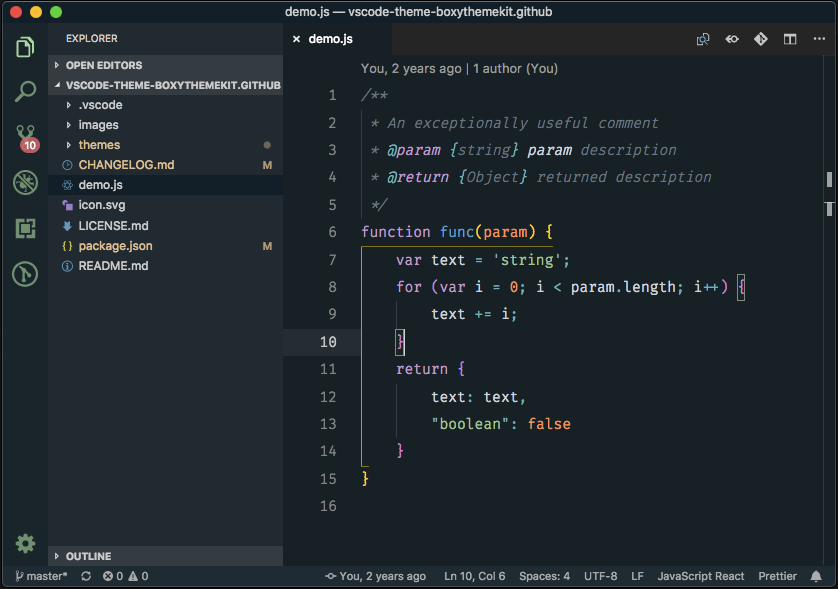 demo.js — vscode-theme-boxythemekit.github
EXPLORER
OPEN EDITORS
VSCODE-THEME-BOXYTHEMEKIT.GITHUB
.vscode
images
themes
CHANGELOG.md M
demo.js
icon.svg
LICENSE.md
{} package.json M
README.md
10
OUTLINE
× demo.js
You, 2 years ago | 1 author (You)
1 /**
2  * An exceptionally useful comment
3  * @param {string} param description
4  * @return {Object} returned description
5  */
6 function func(param) {
7     var text = 'string';
8     for (var i = 0; i < param.length; i++) {
9         text += i;
10     }
11     return {
12         text: text,
13         "boolean": false
14     }
15 }
16
master* 0 0 You, 2 years ago Ln 10, Col 6 Spaces: 4 UTF-8 LF JavaScript React Prettier